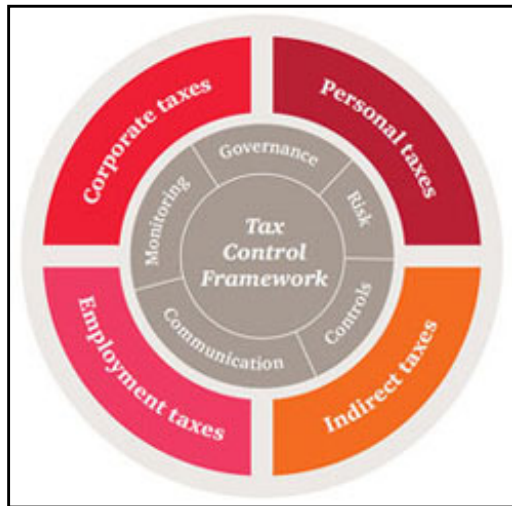 Corporate taxes
Personal taxes
Governance
Monitoring
Risk
Tax
Control
Framework
Communication
Controls
Employment taxes
Indirect taxes